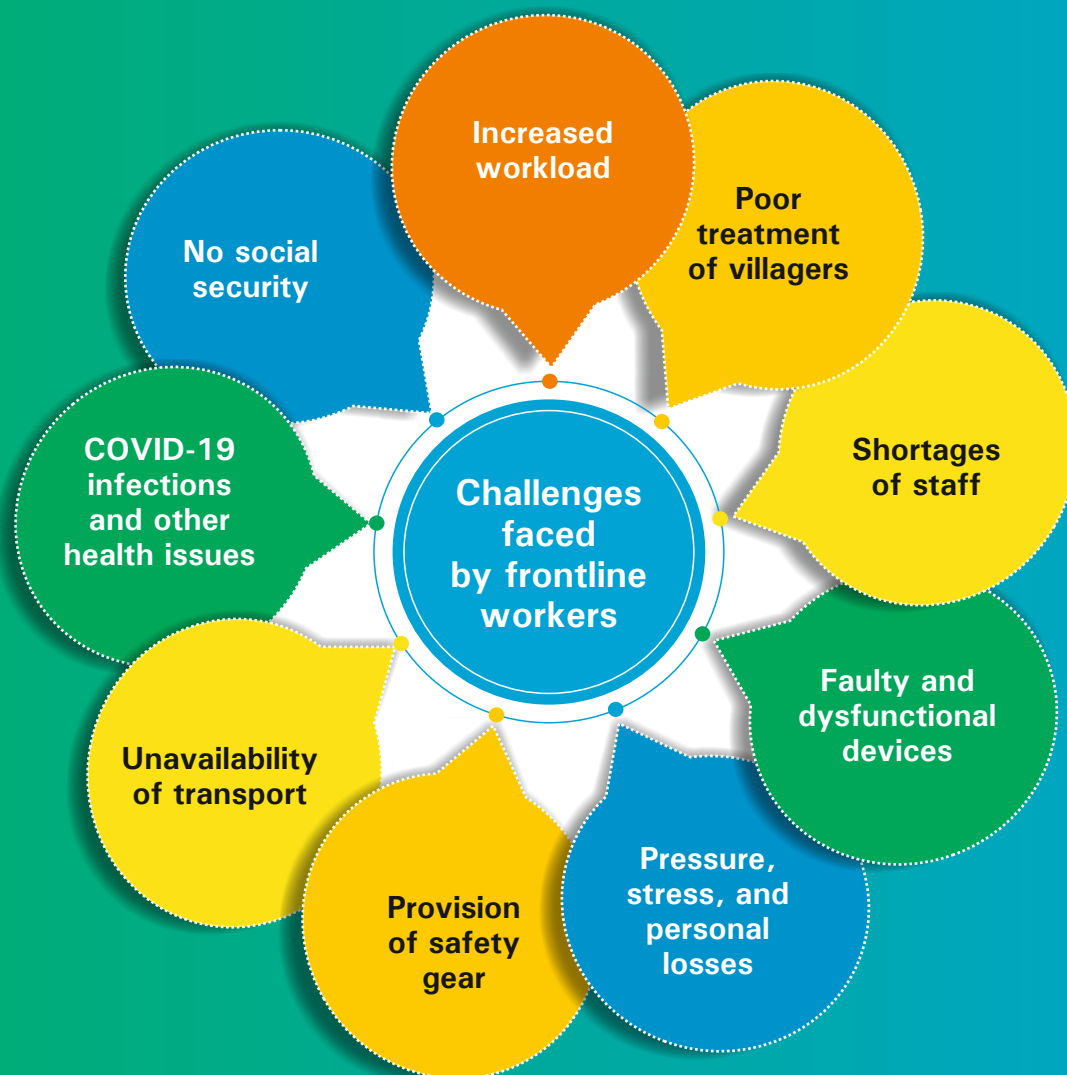 Increased
workload
Poor
treatment
of villagers
Shortages
of staff
Faulty and
dysfunctional
devices
Pressure,
stress, and
personal
losses
Provision
of safety
gear
Unavailability
of transport
COVID-19
infections
and other
health issues
No social
security
Challenges
faced
by frontline
workers